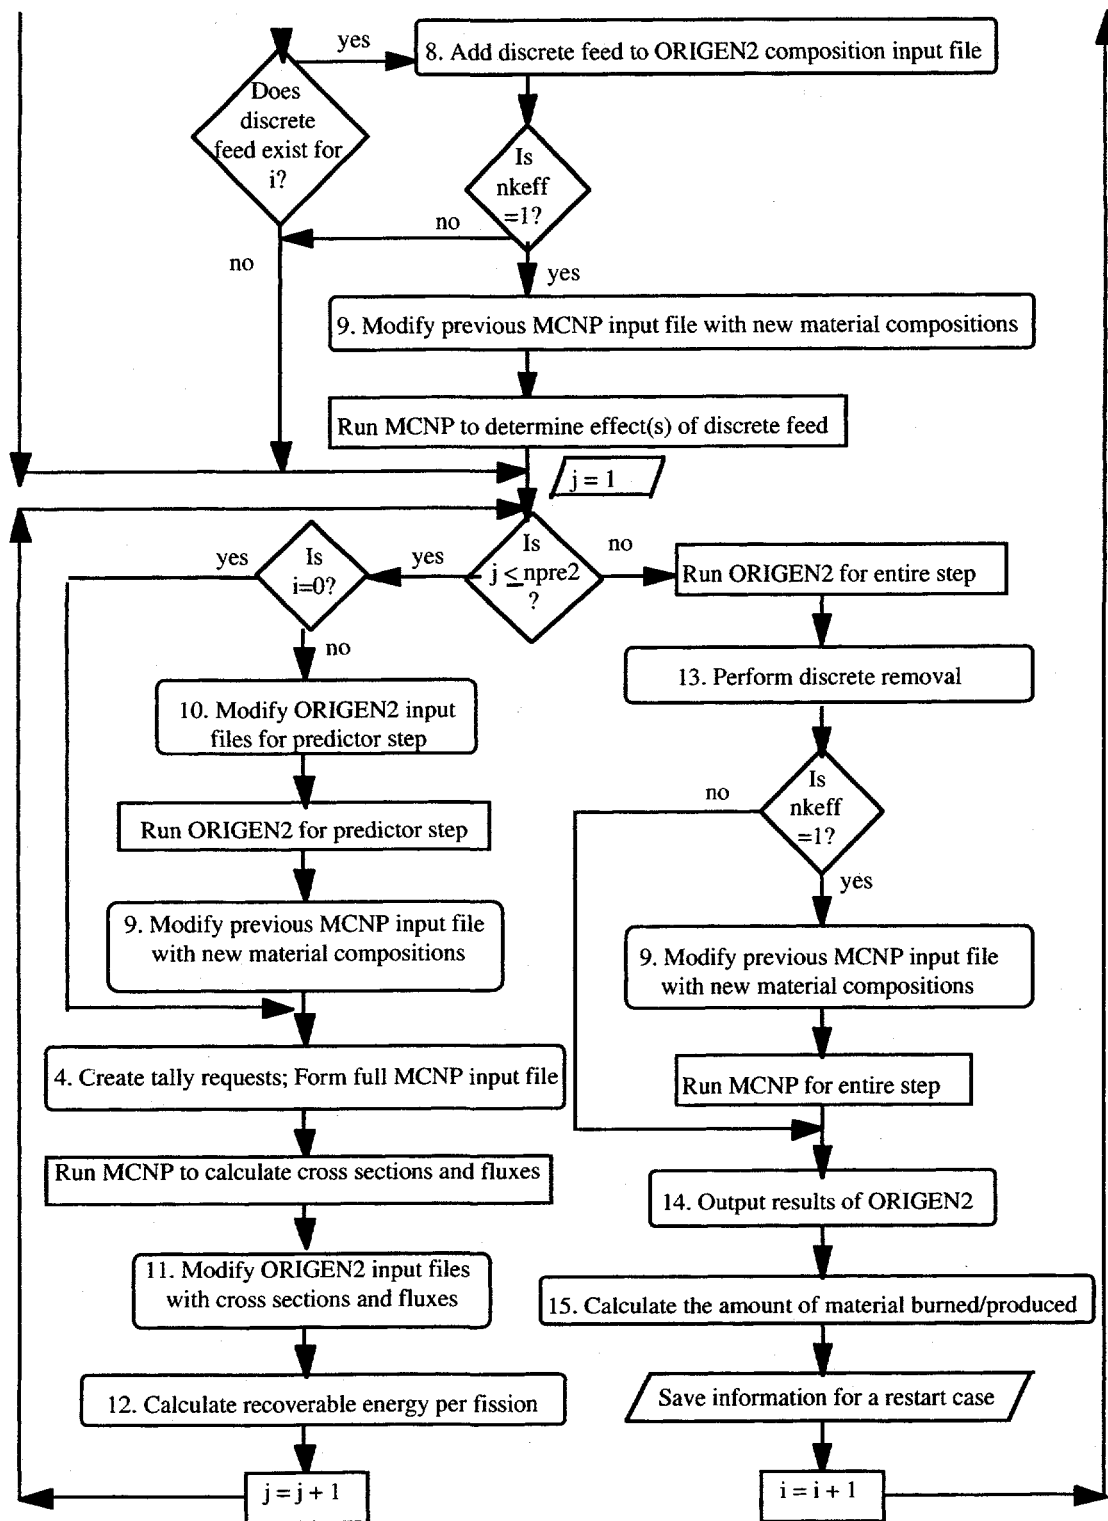 yes
8. Add discrete feed to ORIGEN2 composition input file
Does
discrete
feed exist for
i?
Is
nkeff
=1?
no
no
yes
9. Modify previous MCNP input file with new material compositions
Run MCNP to determine effect(s) of discrete feed
j = 1
yes
Is
i=0?
yes
Is
j ≤ npre2
?
no
Run ORIGEN2 for entire step
no
13. Perform discrete removal
10. Modify ORIGEN2 input
files for predictor step
Is
nkeff
=1?
no
Run ORIGEN2 for predictor step
yes
9. Modify previous MCNP input file
with new material compositions
9. Modify previous MCNP input file
with new material compositions
4. Create tally requests; Form full MCNP input file
Run MCNP for entire step
Run MCNP to calculate cross sections and fluxes
14. Output results of ORIGEN2
11. Modify ORIGEN2 input files
with cross sections and fluxes
15. Calculate the amount of material burned/produced
12. Calculate recoverable energy per fission
Save information for a restart case
j = j + 1
i = i + 1